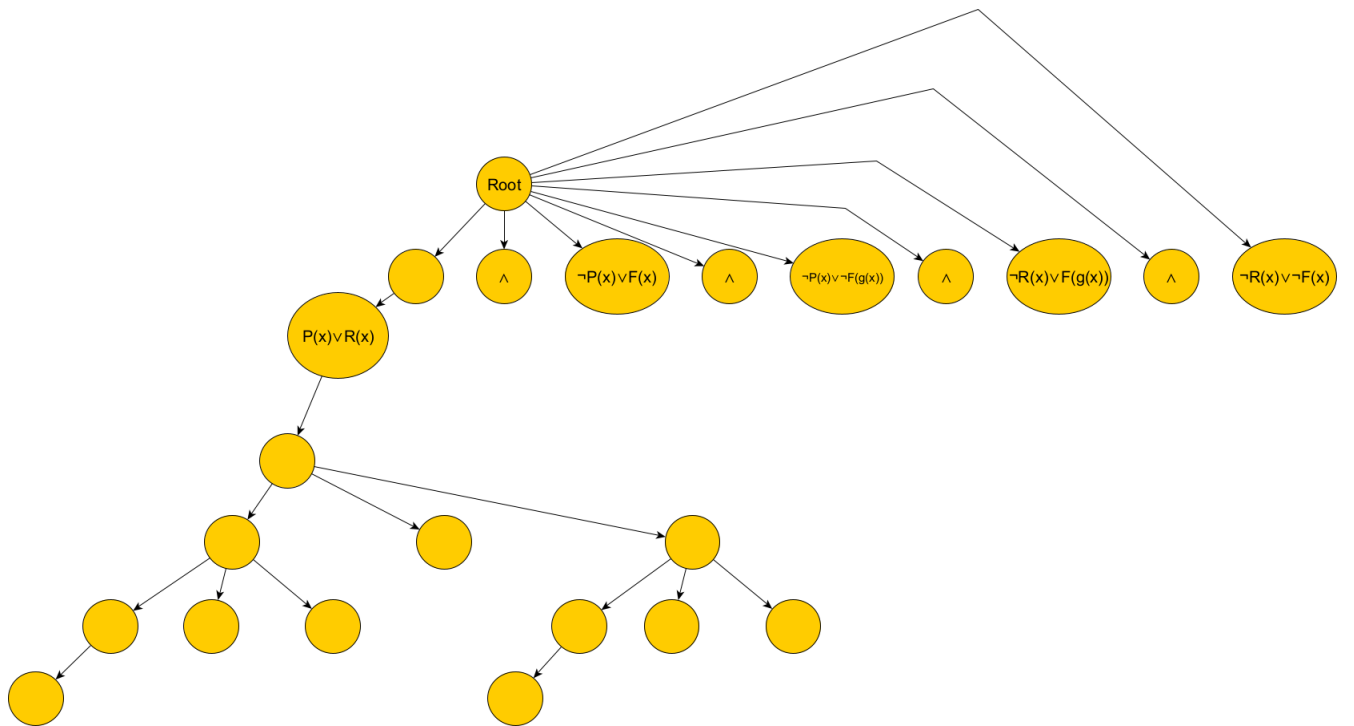 Root
∧
¬P(x)∨F(x)
∧
¬P(x)∨¬F(g(x))
∧
¬R(x)∨F(g(x))
∧
¬R(x)∨¬F(x)
P(x)∨R(x)